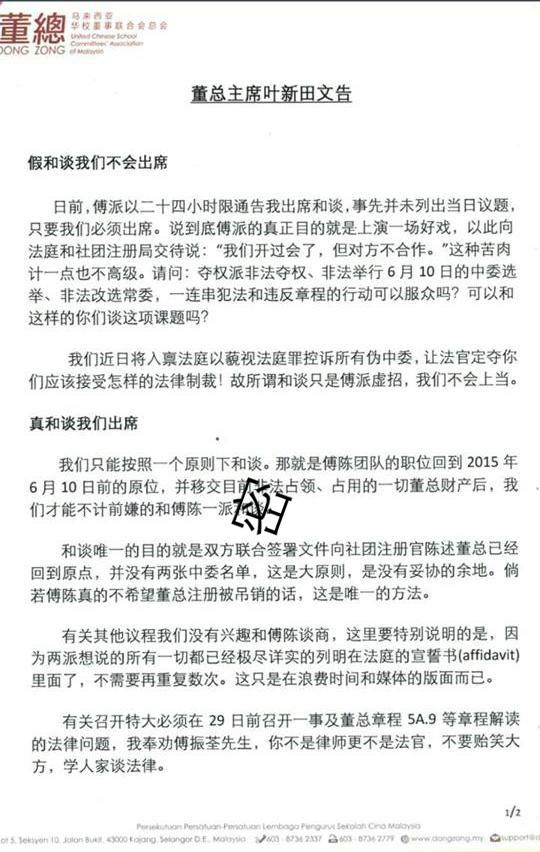 董總
DONG ZONG
马来西亚
华校董事联合会总会
United Chinese School
Committees' Association
of Malaysia
董总主席叶新田文告
假和谈我们不会出席
日前,傅派以二十四小时限通告我出席和谈,事先并未列出当日议题,
只要我们必须出席。说到底傅派的真正目的就是上演一场好戏,以此向
法庭和社团注册局交待说:“我们开过会了,但对方不合作。”这种苦肉
计一点也不高级。请问:夺权派非法夺权、非法举行 6 月 10 日的中委选
举、非法改选常委,一连串犯法和违反章程的行动可以服众吗?可以和
这样的你们谈这项课题吗?
我们近日将入禀法庭以藐视法庭罪控诉所有伪中委,让法官定夺你
们应该接受怎样的法律制裁!故所谓和谈只是傅派虚招,我们不会上当。
真和谈我们出席
我们只能按照一个原则下和谈。那就是傅陈团队的职位回到 2015 年
6 月 10 日前的原位,并移交目前非法占领、占用的一切董总财产后,我
们才能不计前嫌的和傅陈一派和谈。
密
和谈唯一的目的就是双方联合签署文件向社团注册官陈述董总已经
回到原点,并没有两张中委名单,这是大原则,是没有妥协的余地。倘
若傅陈真的不希望董总注册被吊销的话,这是唯一的方法。
有关其他议程我们没有兴趣和傅陈谈商,这里要特别说明的是,因
为两派想说的所有一切都已经极尽详实的列明在法庭的宣誓书(affidavit)
里面了,不需要再重复数次。这只是在浪费时间和媒体的版面而已。
有关召开特大必须在 29 日前召开一事及董总章程 5A.9 等章程解读
的法律问题,我奉劝傅振荃先生,你不是律师更不是法官,不要贻笑大
方,学人家谈法律。
1/2
Persekutuan Persatuan-Persatuan Lembaga Pengurus Sekolah Cina Malaysia
ot 5, Seksyen 10, Jalan Bukit, 43000 Kajang, Selangor D.E., Malaysia 603 - 8736 2337 603 - 8736 2779 www.dongzong.my support@d